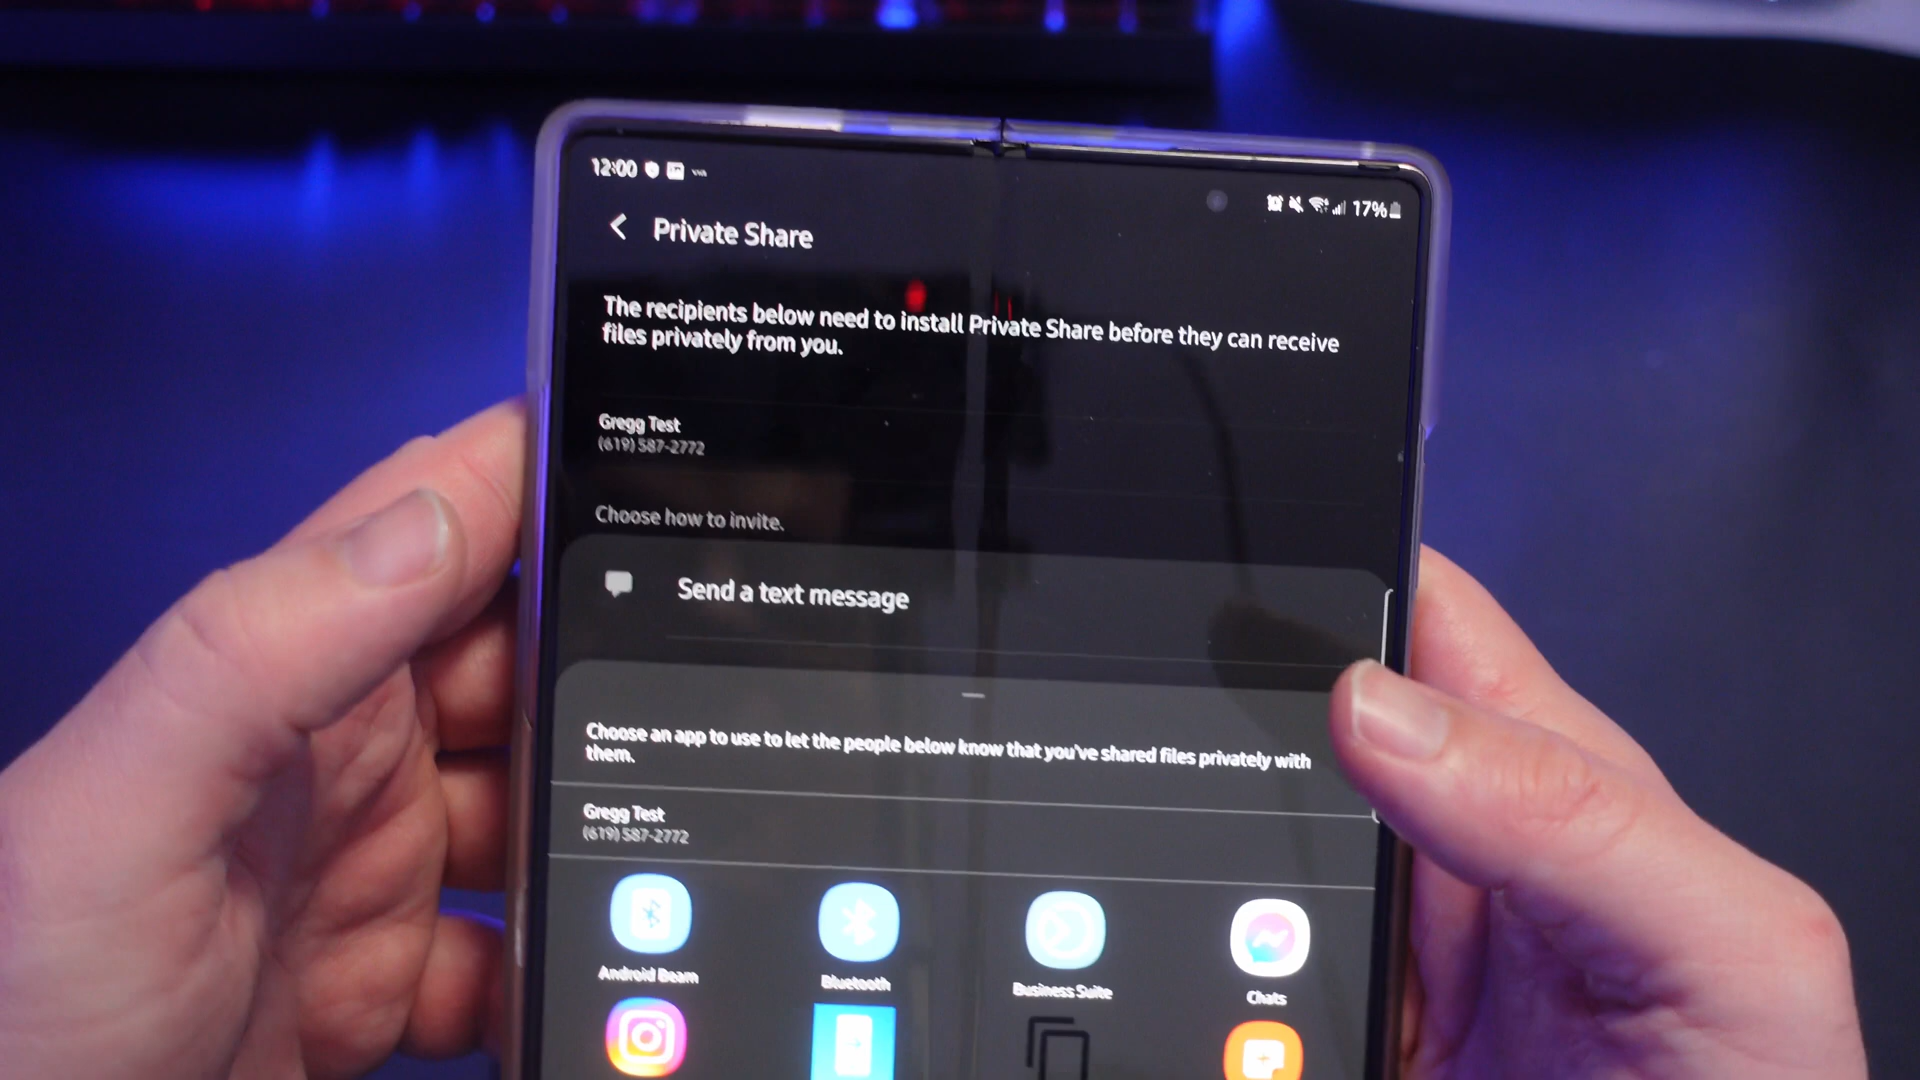 12:00
17%
Private Share
The recipients below need to install Private Share before they can receive
files privately from you.
Gregg Test
(619) 587-2772
Choose how to invite.
Send a text message
Choose an app to use to let the people below know that you've shared files privately with
them.
Gregg Test
(619) 587-2772
Android Beam
Bluetooth
Business Suite
Chats